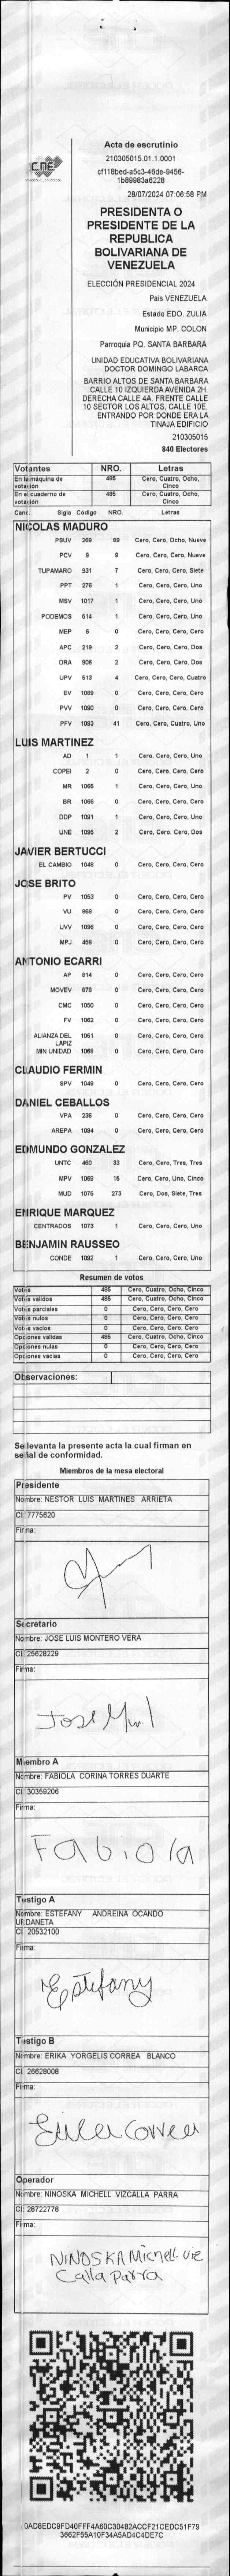 CNE
Acta de escrutinio
210305015.01.1.0001
cf118bed-a5c3-46de-9456-
1b89983a6228
28/07/2024 07:06:58 PM
PRESIDENTA O
PRESIDENTE DE LA
REPUBLICA
BOLIVARIANA DE
VENEZUELA
ELECCIÓN PRESIDENCIAL 2024
Pais VENEZUELA
Estado EDO. ZULIA
Municipio MP. COLON
Parroquia PQ. SANTA BARBARA
UNIDAD EDUCATIVA BOLIVARIANA
DOCTOR DOMINGO LABARCA
BARRIO ALTOS DE SANTA BARBARA
CALLE 10 IZQUIERDA AVENIDA 2H.
DERECHA CALLE 4A. FRENTE CALLE
10 SECTOR LOS ALTOS, CALLE 10E,
ENTRANDO POR DONDE ERA LA
TINAJA EDIFICIO
210305015
840 Electores
Votantes NRO. Letras
En la máquina de votación 485 Cero, Cuatro, Ocho, Cinco
En el cuaderno de votación 485 Cero, Cuatro, Ocho, Cinco
Cand. Sigla Código NRO. Letras
NICOLAS MADURO
PSUV 269 89 Cero, Cero, Ocho, Nueve
PCV 9 9 Cero, Cero, Cero, Nueve
TUPAMARO 931 7 Cero, Cero, Cero, Siete
PPT 276 1 Cero, Cero, Cero, Uno
MSV 1017 1 Cero, Cero, Cero, Uno
PODEMOS 514 1 Cero, Cero, Cero, Uno
MEP 6 0 Cero, Cero, Cero, Cero
APC 219 2 Cero, Cero, Cero, Dos
ORA 906 2 Cero, Cero, Cero, Dos
UPV 513 4 Cero, Cero, Cero, Cuatro
EV 1089 0 Cero, Cero, Cero, Cero
PVV 1090 0 Cero, Cero, Cero, Cero
PFV 1093 41 Cero, Cero, Cuatro, Uno
LUIS MARTINEZ
AD 1 1 Cero, Cero, Cero, Uno
COPEI 2 0 Cero, Cero, Cero, Cero
MR 1066 1 Cero, Cero, Cero, Uno
BR 1068 0 Cero, Cero, Cero, Cero
DDP 1091 1 Cero, Cero, Cero, Uno
UNE 1095 2 Cero, Cero, Cero, Dos
JAVIER BERTUCCI
EL CAMBIO 1048 0 Cero, Cero, Cero, Cero
JOSE BRITO
PV 1053 0 Cero, Cero, Cero, Cero
VU 868 0 Cero, Cero, Cero, Cero
UVV 1096 0 Cero, Cero, Cero, Cero
MPJ 458 0 Cero, Cero, Cero, Cero
ANTONIO ECARRI
AP 814 0 Cero, Cero, Cero, Cero
MOVEV 878 0 Cero, Cero, Cero, Cero
CMC 1050 0 Cero, Cero, Cero, Cero
FV 1062 0 Cero, Cero, Cero, Cero
ALIANZA DEL LAPIZ 1051 0 Cero, Cero, Cero, Cero
MIN UNIDAD 1068 0 Cero, Cero, Cero, Cero
CLAUDIO FERMIN
SPV 1049 0 Cero, Cero, Cero, Cero
DANIEL CEBALLOS
VPA 236 0 Cero, Cero, Cero, Cero
AREPA 1094 0 Cero, Cero, Cero, Cero
EDMUNDO GONZALEZ
UNTC 460 33 Cero, Cero, Tres, Tres
MPV 1069 15 Cero, Cero, Uno, Cinco
MUD 1075 273 Cero, Dos, Siete, Tres
ENRIQUE MARQUEZ
CENTRADOS 1073 1 Cero, Cero, Cero, Uno
BENJAMIN RAUSSEO
CONDE 1092 1 Cero, Cero, Cero, Uno
Resumen de votos
Votos 485 Cero, Cuatro, Ocho, Cinco
Votos validos 485 Cero, Cuatro, Ocho, Cinco
Votos parciales 0 Cero, Cero, Cero, Cero
Votos nulos 0 Cero, Cero, Cero, Cero
Votos vacios 0 Cero, Cero, Cero, Cero
Opciones validas 485 Cero, Cuatro, Ocho, Cinco
Opciones nulas 0 Cero, Cero, Cero, Cero
Opciones vacias 0 Cero, Cero, Cero, Cero
Observaciones:
Se levanta la presente acta la cual firman en
señal de conformidad.
Miembros de la mesa electoral
Presidente
Nombre: NESTOR LUIS MARTINES ARRIETA
CI: 7775620
Firma:
Secretario
Nombre: JOSE LUIS MONTERO VERA
CI: 25628229
Firma:
Jose
Miembro A
Nombre: FABIOLA CORINA TORRES DUARTE
CI: 30359206
Firma:
Fabiola
Testigo A
Nombre: ESTEFANY ANDREINA OCANDO
URDANETA
CI: 20532100
Firma:
Estefany
Testigo B
Nombre: ERIKA YORGELIS CORREA BLANCO
CI: 26628008
Firma:
Erika Correa
Operador
Nombre: NINOSKA MICHELL VIZCALLA PARRA
CI: 28722778
Firma:
NINOSKA Michell Vie
Calla Parra
0AD8EDC9FD40FFF4A60C30482ACCF21CEDC51F79
3662F55A10F34A5AD4C4DE7C